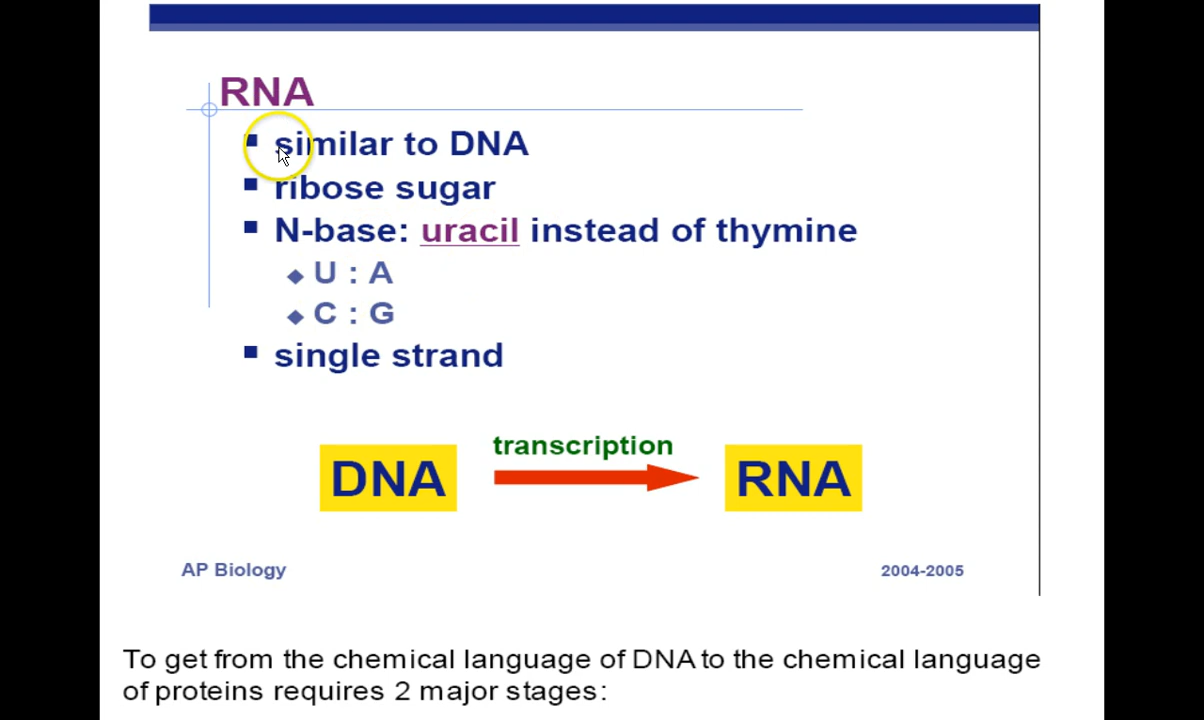 RNA
similar to DNA
ribose sugar
N-base: uracil instead of thymine
U : A
C : G
single strand
transcription
DNA RNA
AP Biology 2004-2005
To get from the chemical language of DNA to the chemical language
of proteins requires 2 major stages: